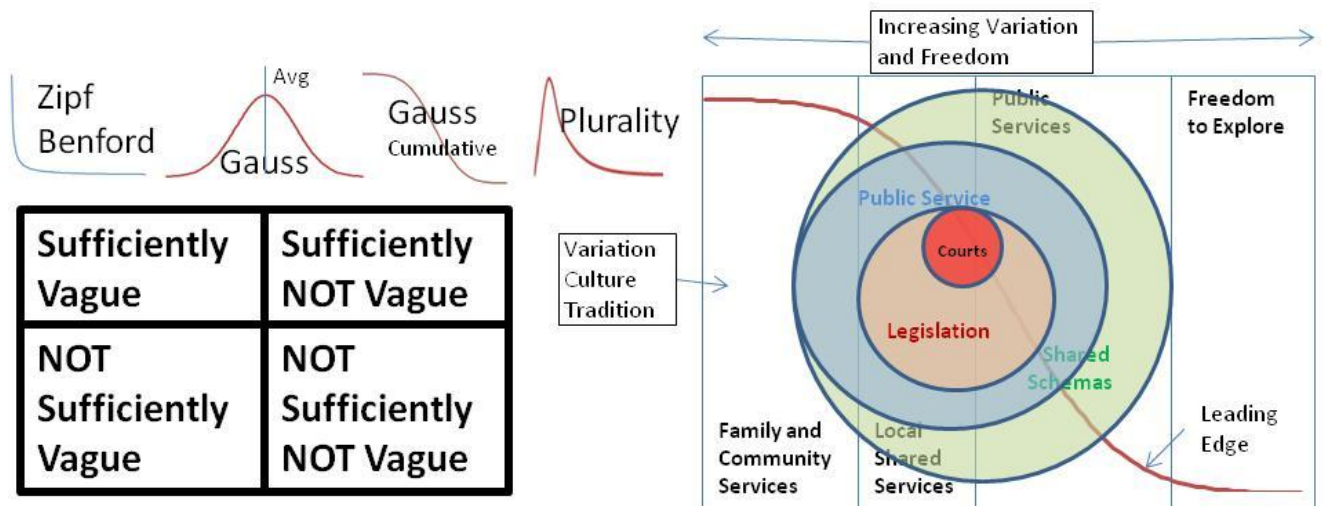 Zipf
Benford
Avg
Gauss
Gauss
Cumulative
Plurality
Sufficiently
Vague
Sufficiently
NOT Vague
NOT
Sufficiently
Vague
NOT
Sufficiently
NOT Vague
Increasing Variation
and Freedom
Public
Services
Freedom
to Explore
Public Service
Courts
Variation
Culture
Tradition
Legislation
Shared
Schemas
Family and
Community
Services
Local
Shared
Services
Leading
Edge